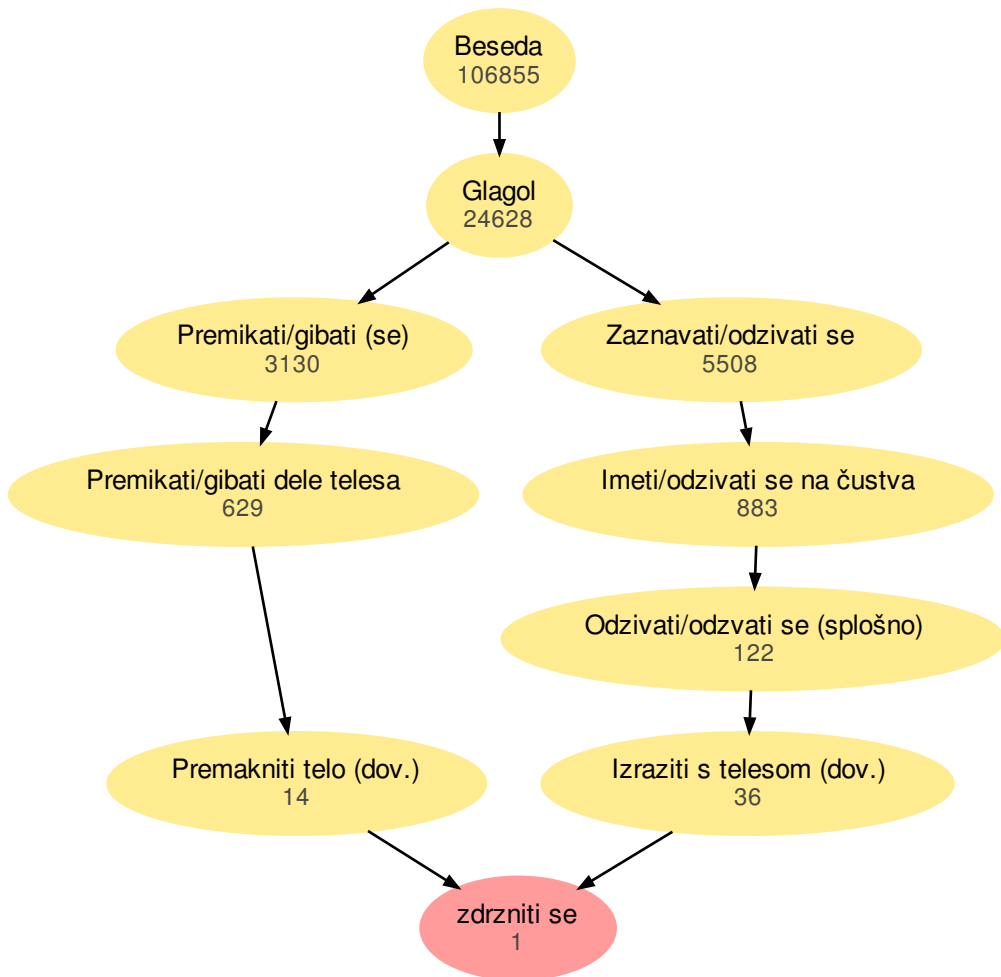 Beseda
106855
Glagol
24628
Premikati/gibati (se)
3130
Zaznavati/odzivati se
5508
Premikati/gibati dele telesa
629
Imeti/odzivati se na čustva
883
Odzivati/odzvati se (splošno)
122
Premakniti telo (dov.)
14
Izraziti s telesom (dov.)
36
zdrzniti se
1